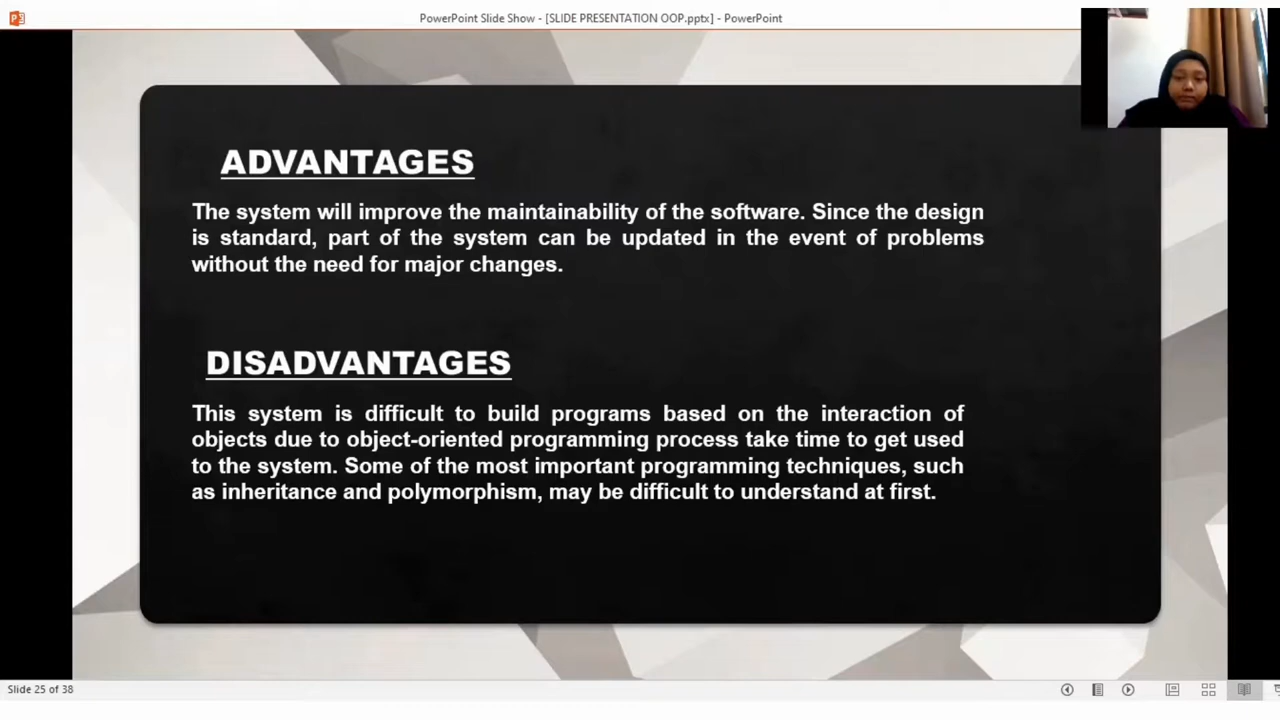 PowerPoint Slide Show - [SLIDE PRESENTATION OOP.pptx] - PowerPoint
ADVANTAGES
The system will improve the maintainability of the software. Since the design
is standard, part of the system can be updated in the event of problems
without the need for major changes.
DISADVANTAGES
This system is difficult to build programs based on the interaction of
objects due to object-oriented programming process take time to get used
to the system. Some of the most important programming techniques, such
as inheritance and polymorphism, may be difficult to understand at first.
Slide 25 of 38